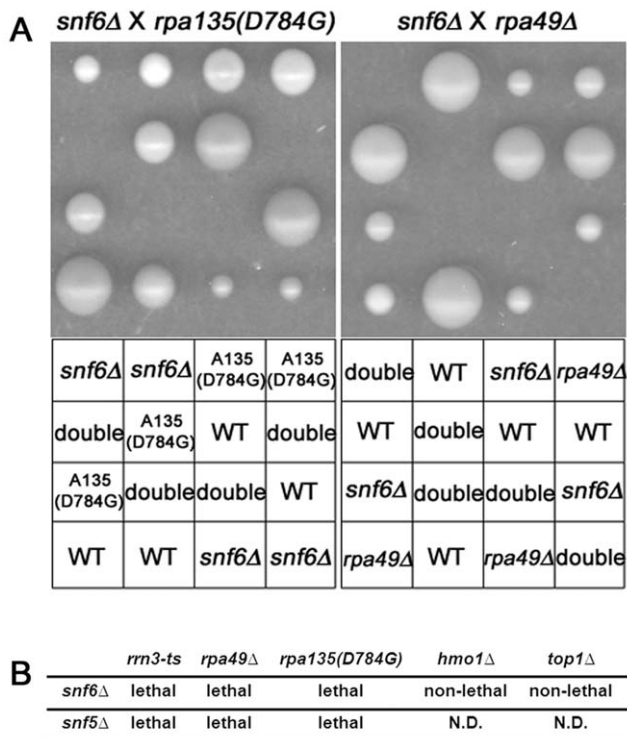 A
snf6Δ X rpa135(D784G) snf6Δ X rpa49Δ
snf6Δ snf6Δ A135 (D784G) A135 (D784G) double WT snf6Δ rpa49Δ
double A135 (D784G) WT double WT double WT WT
A135 (D784G) double double WT snf6Δ double double snf6Δ
WT WT snf6Δ snf6Δ rpa49Δ WT rpa49Δ double
B
rrn3-ts rpa49Δ rpa135(D784G) hmo1Δ top1Δ
snf6Δ lethal lethal lethal non-lethal non-lethal
snf5Δ lethal lethal lethal N.D. N.D.